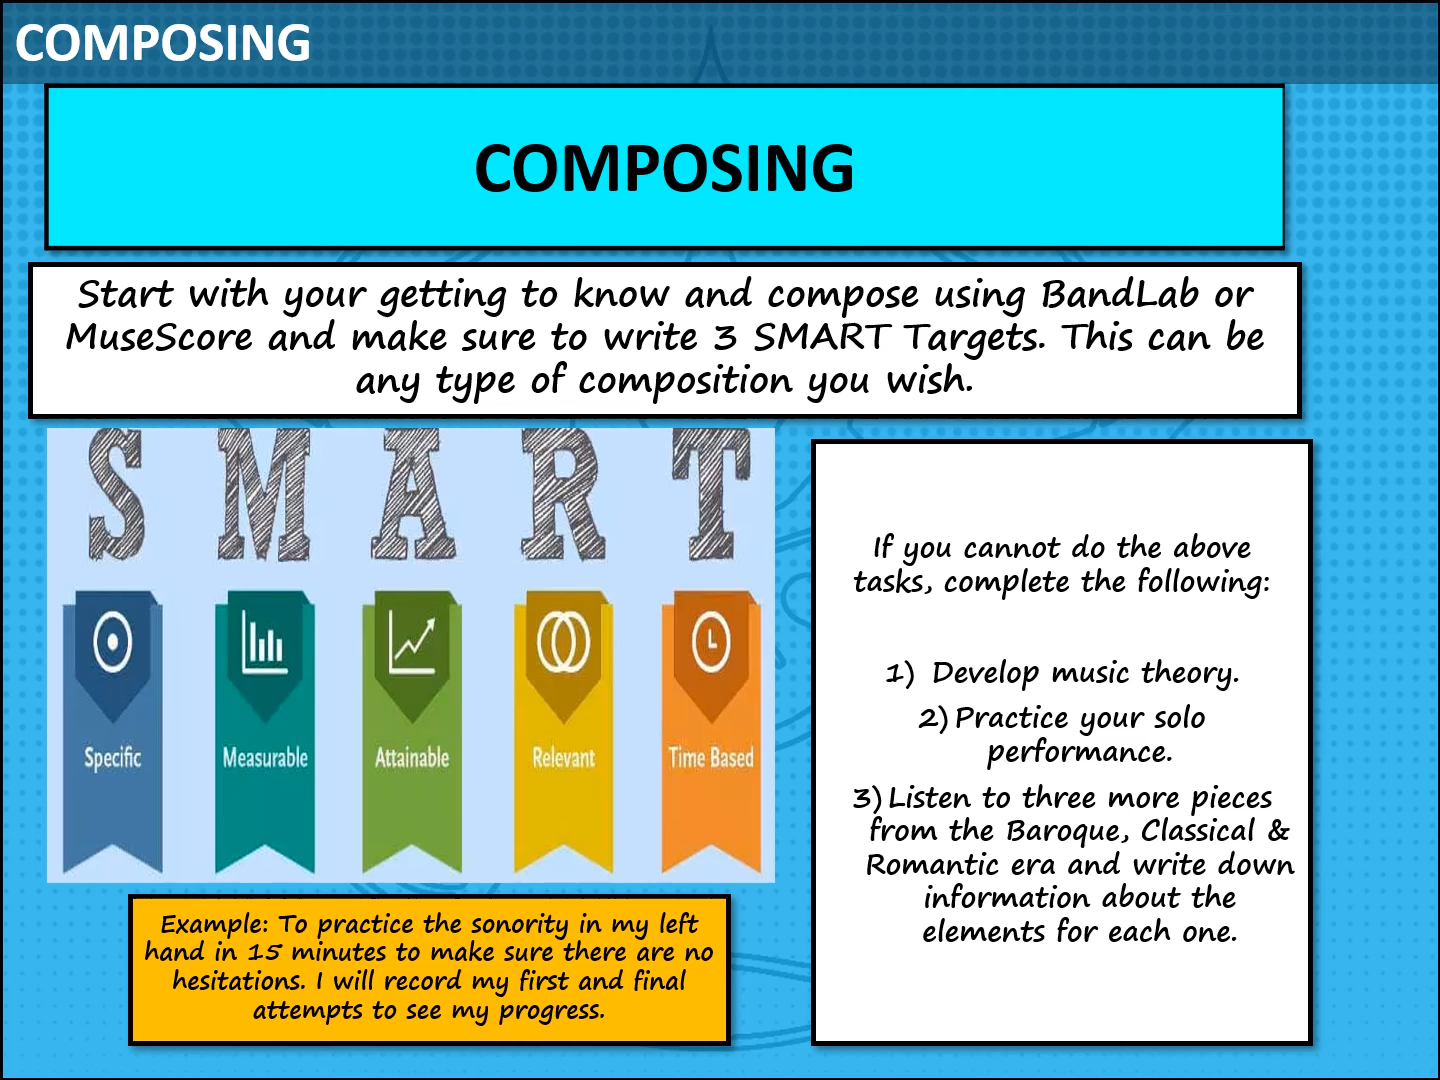 COMPOSING
COMPOSING
Start with your getting to know and compose using BandLab or
MuseScore and make sure to write 3 SMART Targets. This can be
any type of composition you wish.
S M A R T
Specific Measurable Attainable Relevant Time Based
Example: To practice the sonority in my left
hand in 15 minutes to make sure there are no
hesitations. I will record my first and final
attempts to see my progress.
If you cannot do the above
tasks, complete the following:
1) Develop music theory.
2) Practice your solo
performance.
3) Listen to three more pieces
from the Baroque, Classical &
Romantic era and write down
information about the
elements for each one.